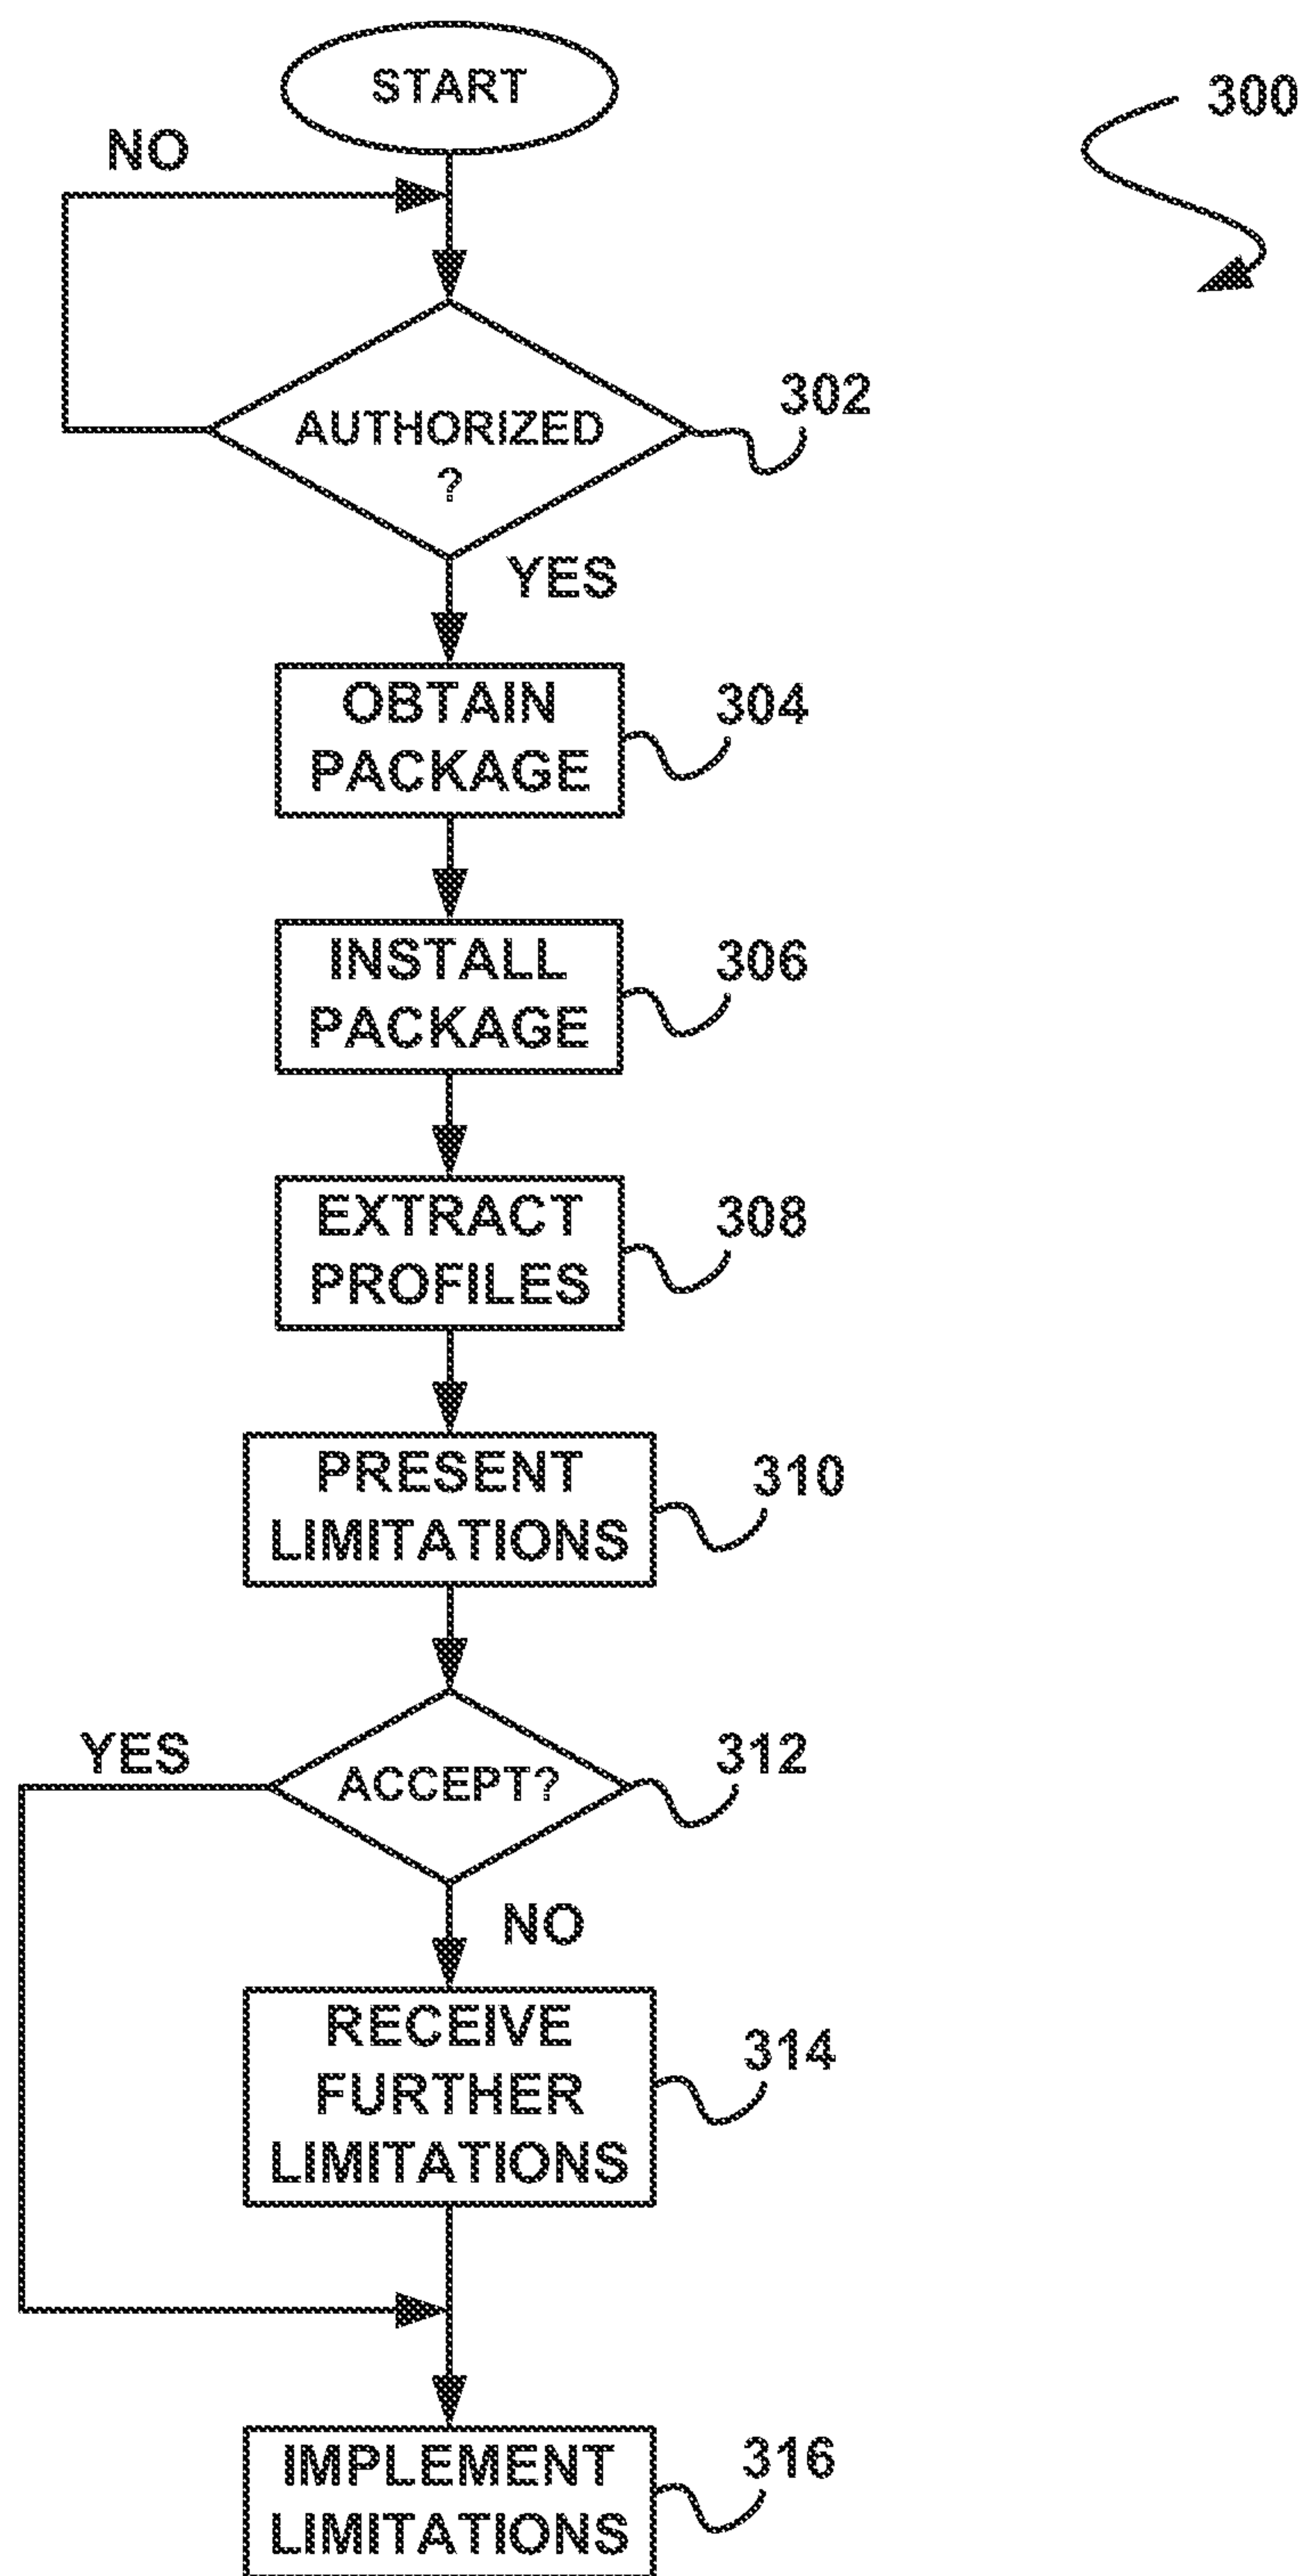 START
300
NO
302
AUTHORIZED
?
YES
OBTAIN
PACKAGE
304
INSTALL
PACKAGE
306
EXTRACT
PROFILES
308
PRESENT
LIMITATIONS
310
YES
ACCEPT?
312
NO
RECEIVE
FURTHER
LIMITATIONS
314
IMPLEMENT
LIMITATIONS
316